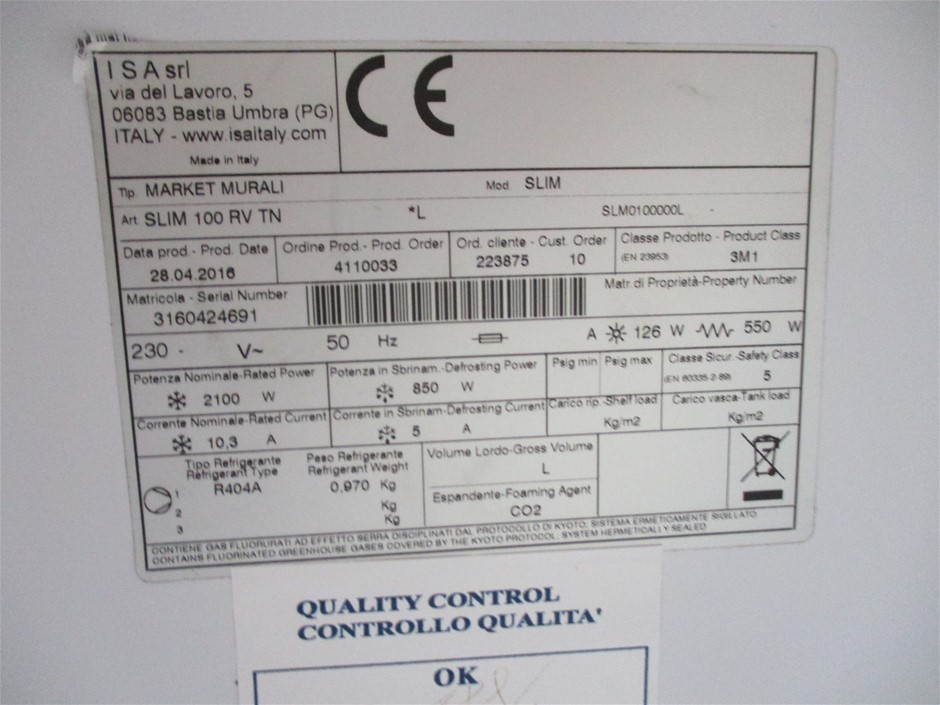 I S A srl
via del Lavoro, 5
06083 Bastia Umbra (PG)
ITALY - www.isaitaly.com
Made in Italy
CE
Tip. MARKET MURALI Mod. SLIM
Art. SLIM 100 RV TN *L SLM0100000L -
Data prod. - Prod. Date Ordine Prod.- Prod. Order Ord. cliente - Cust. Order Classe Prodotto - Product Class
28.04.2016 4110033 223875 10 (EN 23953) 3M1
Matricola - Serial Number Matr.di Proprietà-Property Number
3160424691
230 - V~ 50 Hz A 126 W 550 W
Potenza Nominale-Rated Power Potenza in Sbrinam.-Defrosting Power Psig min Psig max Classe Sicur.-Safety Class
2100 W 850 W (EN 60335-2-89) 5
Corrente Nominale-Rated Current Corrente in Sbrinam-Defrosting Current Carico rip.-Shelf load Carico vasca-Tank load
10,3 A 5 A Kg/m2 Kg/m2
Tipo Refrigerante Peso Refrigerante Volume Lordo-Gross Volume
Refrigerant Type Refrigerant Weight L
1 R404A 0,970 Kg Espandente-Foaming Agent
2 Kg CO2
3 Kg
CONTIENE GAS FLUORURATI AD EFFETTO SERRA DISCIPLINATI DAL PROTOCOLLO DI KYOTO. SISTEMA ERMETICAMENTE SIGILLATO
CONTAINS FLUORINATED GREENHOUSE GASES COVERED BY THE KYOTO PROTOCOL. SYSTEM HERMETICALLY SEALED
QUALITY CONTROL
CONTROLLO QUALITA'
OK